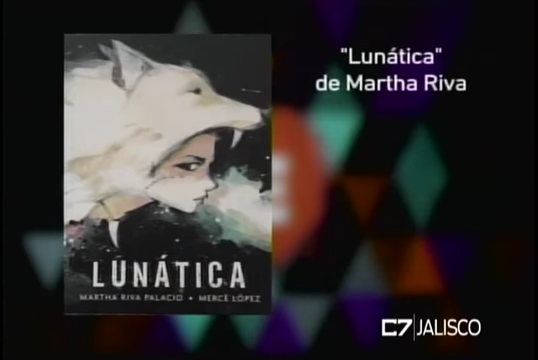 "Lunática"
de Martha Riva
LUNÁTICA
MARTHA RIVA PALACIO • MERCÈ LÓPEZ
C7 JALISCO